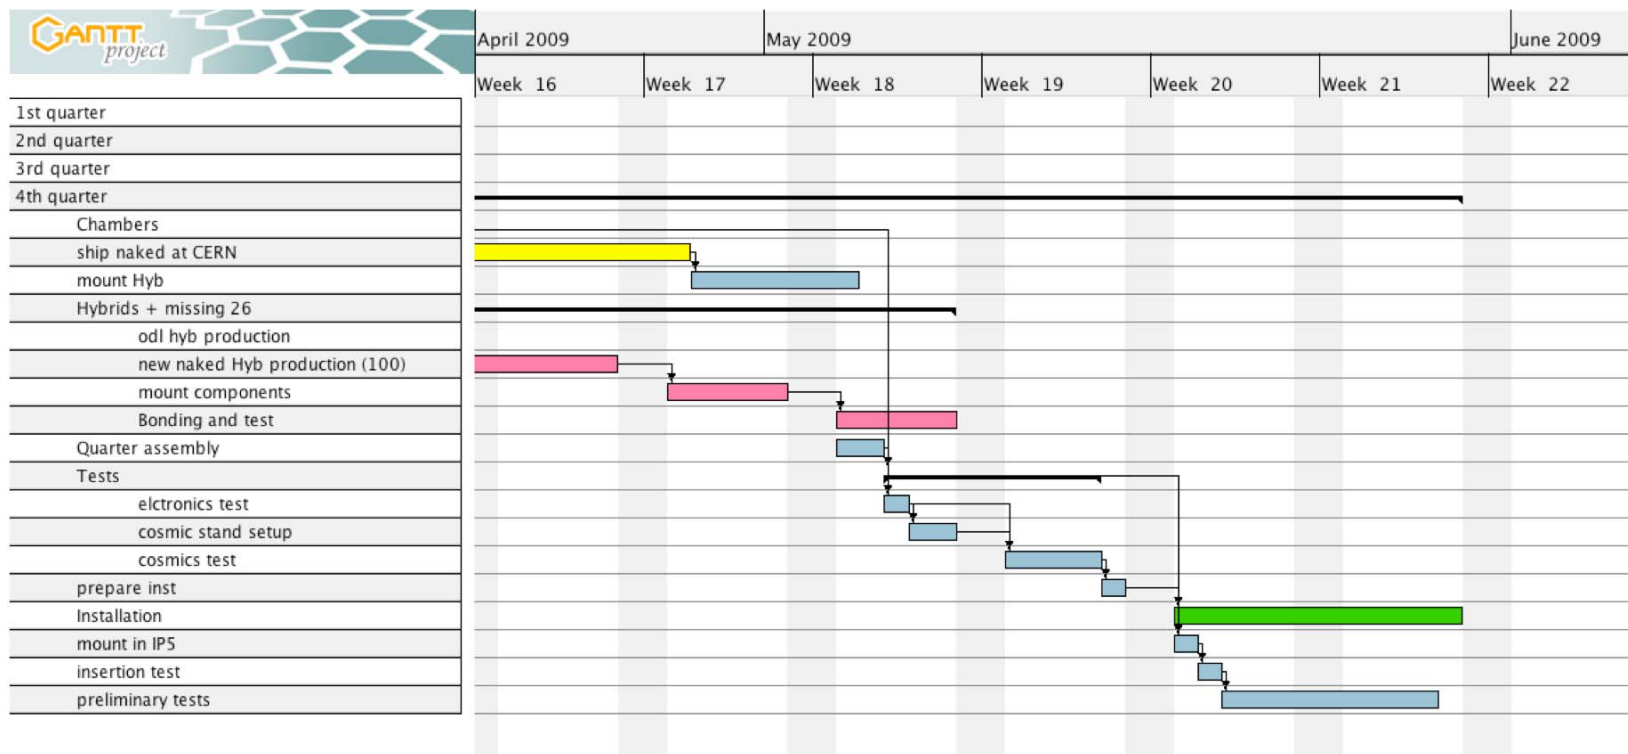 GANTT
project
April 2009
May 2009
June 2009
Week 16
Week 17
Week 18
Week 19
Week 20
Week 21
Week 22
1st quarter
2nd quarter
3rd quarter
4th quarter
Chambers
ship naked at CERN
mount Hyb
Hybrids + missing 26
odl hyb production
new naked Hyb production (100)
mount components
Bonding and test
Quarter assembly
Tests
elctronics test
cosmic stand setup
cosmics test
prepare inst
Installation
mount in IP5
insertion test
preliminary tests